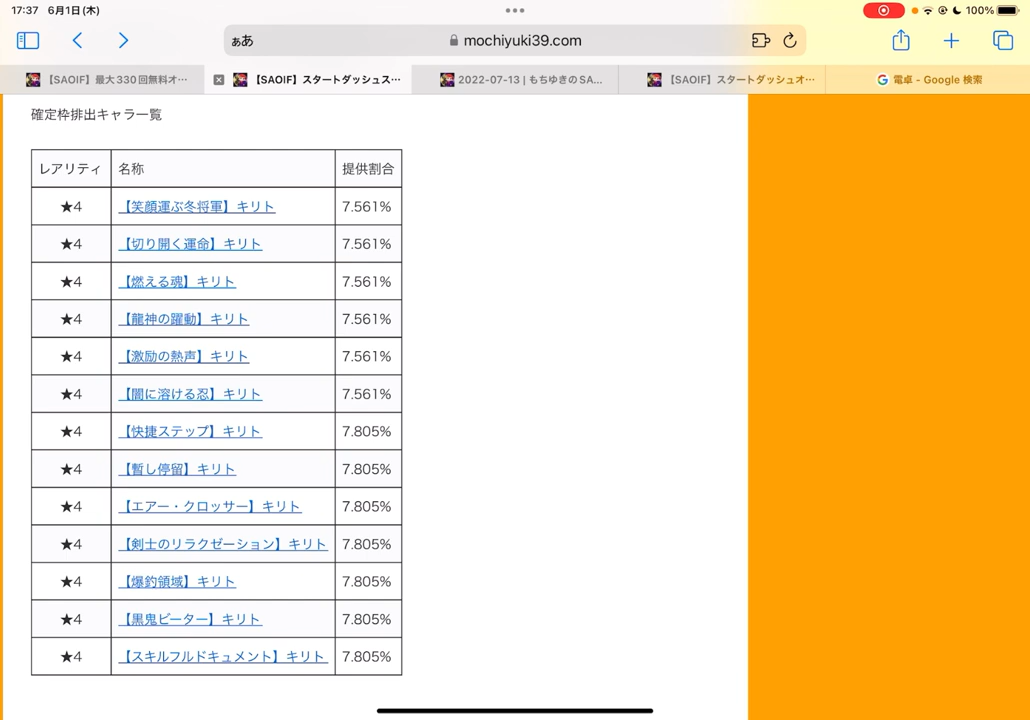 17:37 6月1日(木)
100%
ぁあ
mochiyuki39.com
【SAOIF】最大330回無料オ…
【SAOIF】スタートダッシュス…
2022-07-13 | もちゆきのSA...
【SAOIF】スタートダッシュオ…
電卓 - Google 検索
確定枠排出キャラ一覧
レアリティ 名称 提供割合
★4 【笑顔運ぶ冬将軍】キリト 7.561%
★4 【切り開く運命】キリト 7.561%
★4 【燃える魂】キリト 7.561%
★4 【龍神の躍動】キリト 7.561%
★4 【激励の熱声】キリト 7.561%
★4 【闇に溶ける忍】キリト 7.561%
★4 【快捷ステップ】キリト 7.805%
★4 【暫し停留】キリト 7.805%
★4 【エアー・クロッサー】キリト 7.805%
★4 【剣士のリラクゼーション】キリト 7.805%
★4 【爆釣領域】キリト 7.805%
★4 【黒鬼ビーター】キリト 7.805%
★4 【スキルフルドキュメント】キリト 7.805%